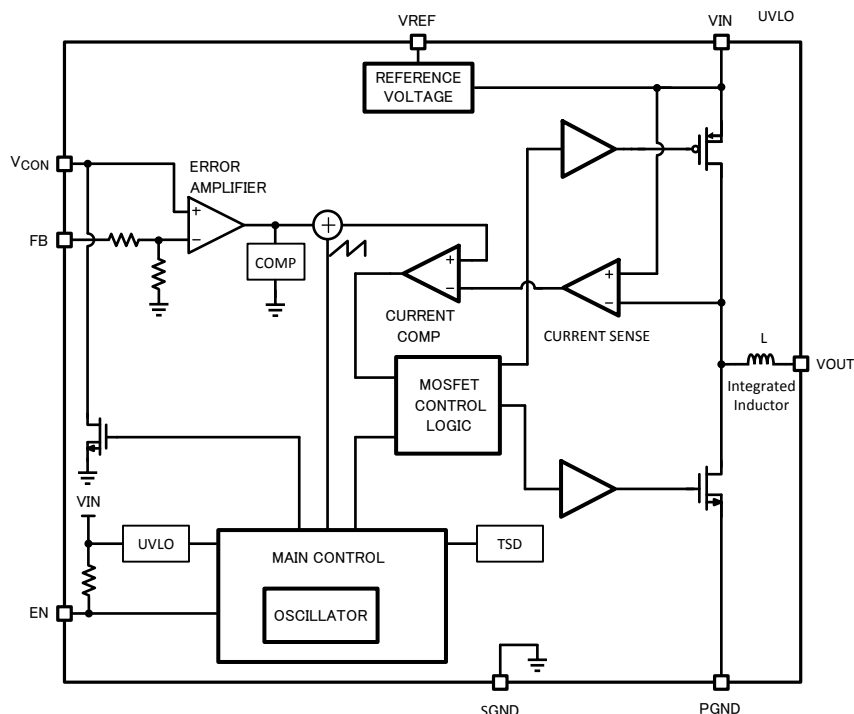 VREF
VIN
UVLO
REFERENCE
VOLTAGE
VCON
ERROR
AMPLIFIER
+
−
FB
COMP
+
+
−
CURRENT
COMP
+
−
CURRENT SENSE
L
VOUT
Integrated
Inductor
MOSFET
CONTROL
LOGIC
VIN
UVLO
MAIN CONTROL
TSD
OSCILLATOR
EN
SGND
PGND